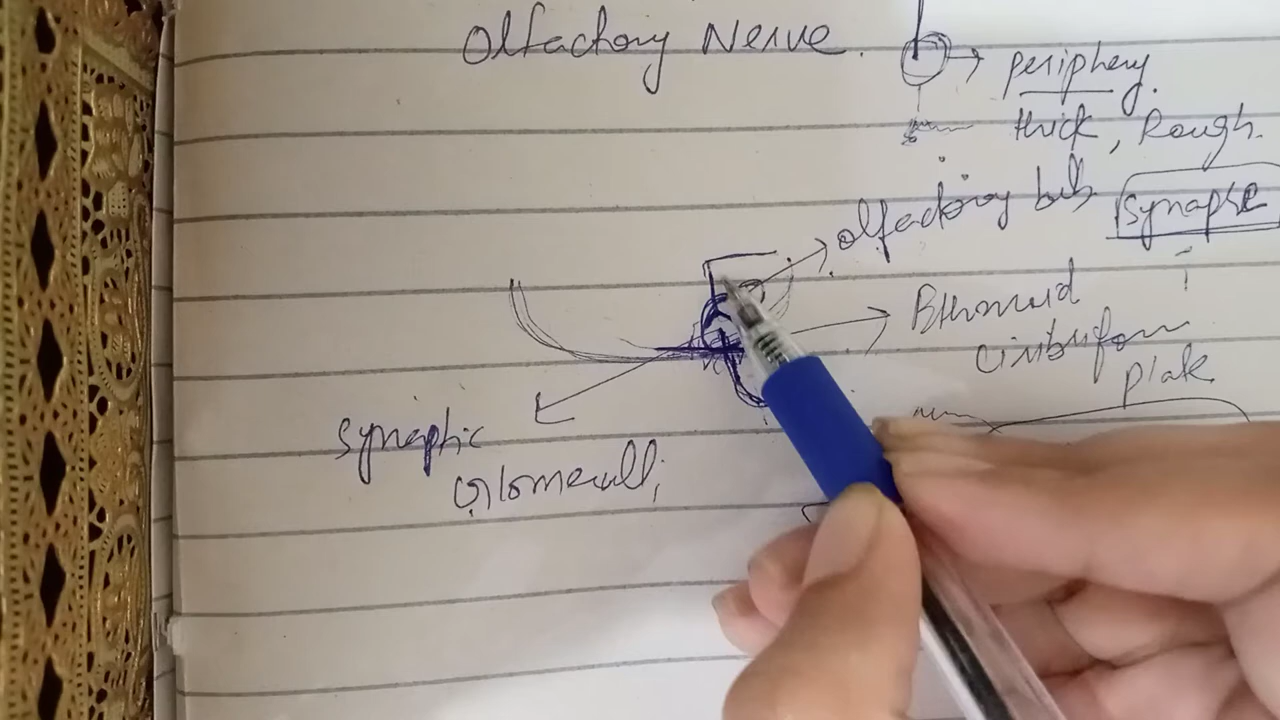 Olfactory Nerve.
periphery.
thick, Rough.
olfactory bulb
Synapse
Ethmoid
Cribriform
plate
Synaptic
Glomeruli